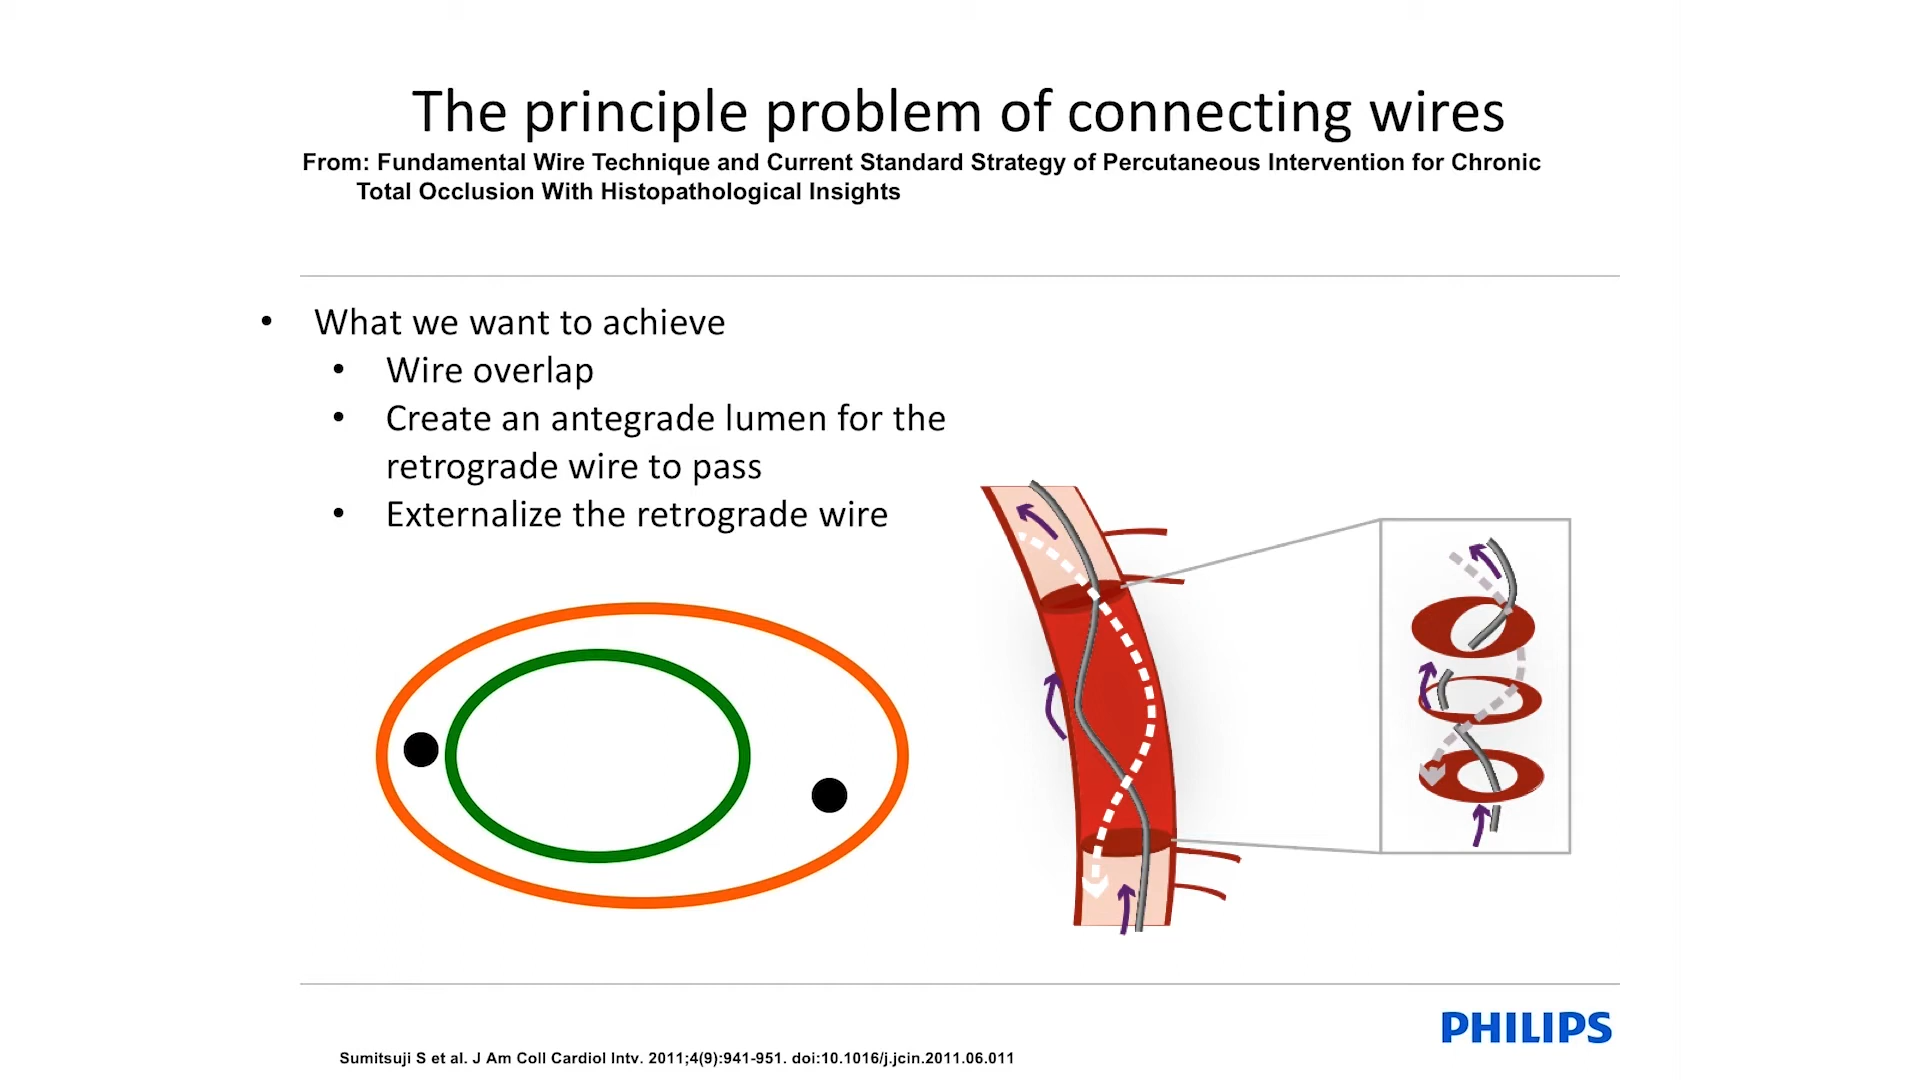 The principle problem of connecting wires
From: Fundamental Wire Technique and Current Standard Strategy of Percutaneous Intervention for Chronic
Total Occlusion With Histopathological Insights
• What we want to achieve
• Wire overlap
• Create an antegrade lumen for the
retrograde wire to pass
• Externalize the retrograde wire
PHILIPS
Sumitsuji S et al. J Am Coll Cardiol Intv. 2011;4(9):941-951. doi:10.1016/j.jcin.2011.06.011